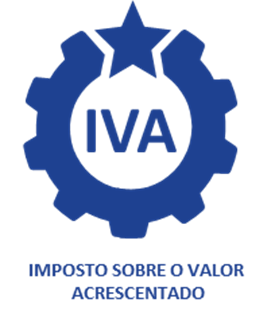 IVA
IMPOSTO SOBRE O VALOR
ACRESCENTADO